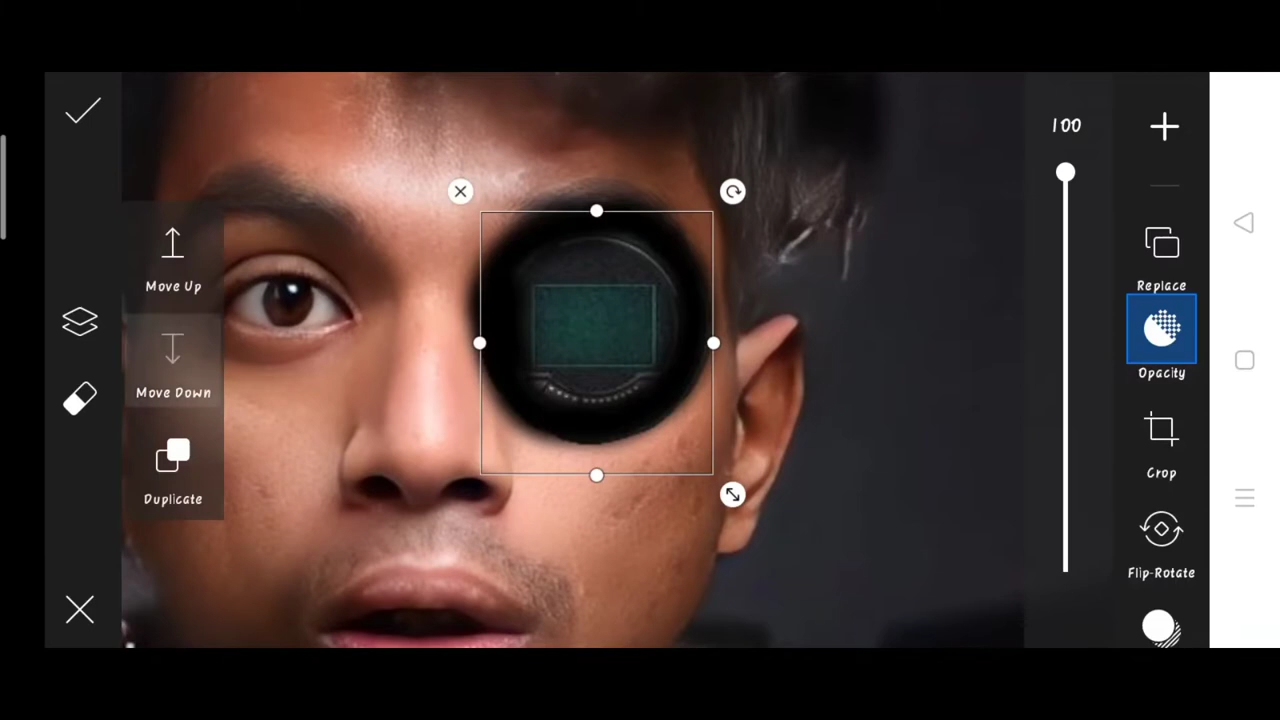 100
Move Up
Replace
Opacity
Move Down
Crop
Duplicate
Flip-Rotate